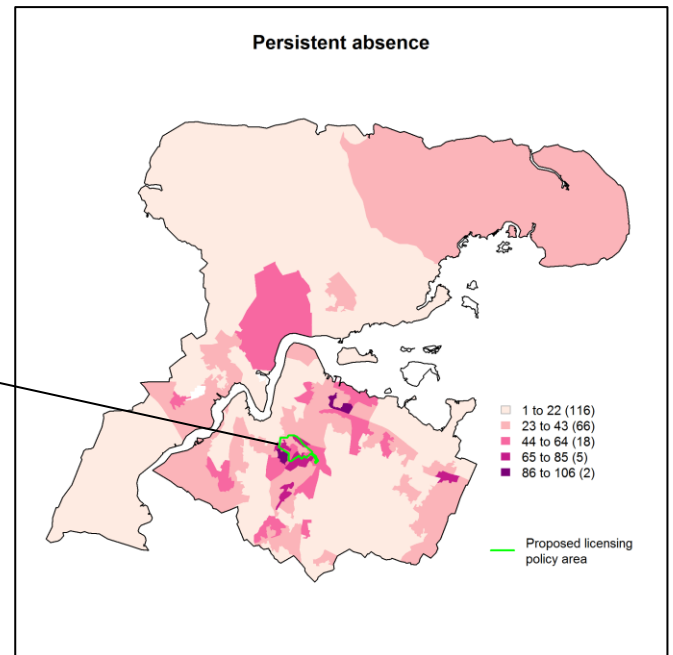 Persistent absence
1 to 22 (116)
23 to 43 (66)
44 to 64 (18)
65 to 85 (5)
86 to 106 (2)
Proposed licensing
policy area